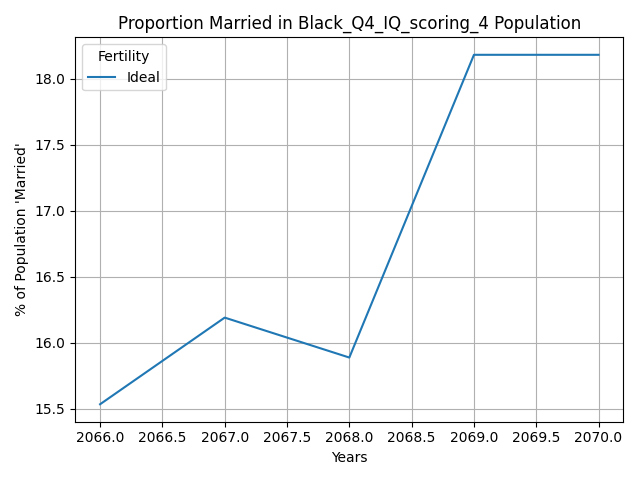 Proportion Married in Black_Q4_IQ_scoring_4 Population
Fertility
Ideal
% of Population 'Married'
18.0
17.5
17.0
16.5
16.0
15.5
2066.0 2066.5 2067.0 2067.5 2068.0 2068.5 2069.0 2069.5 2070.0
Years